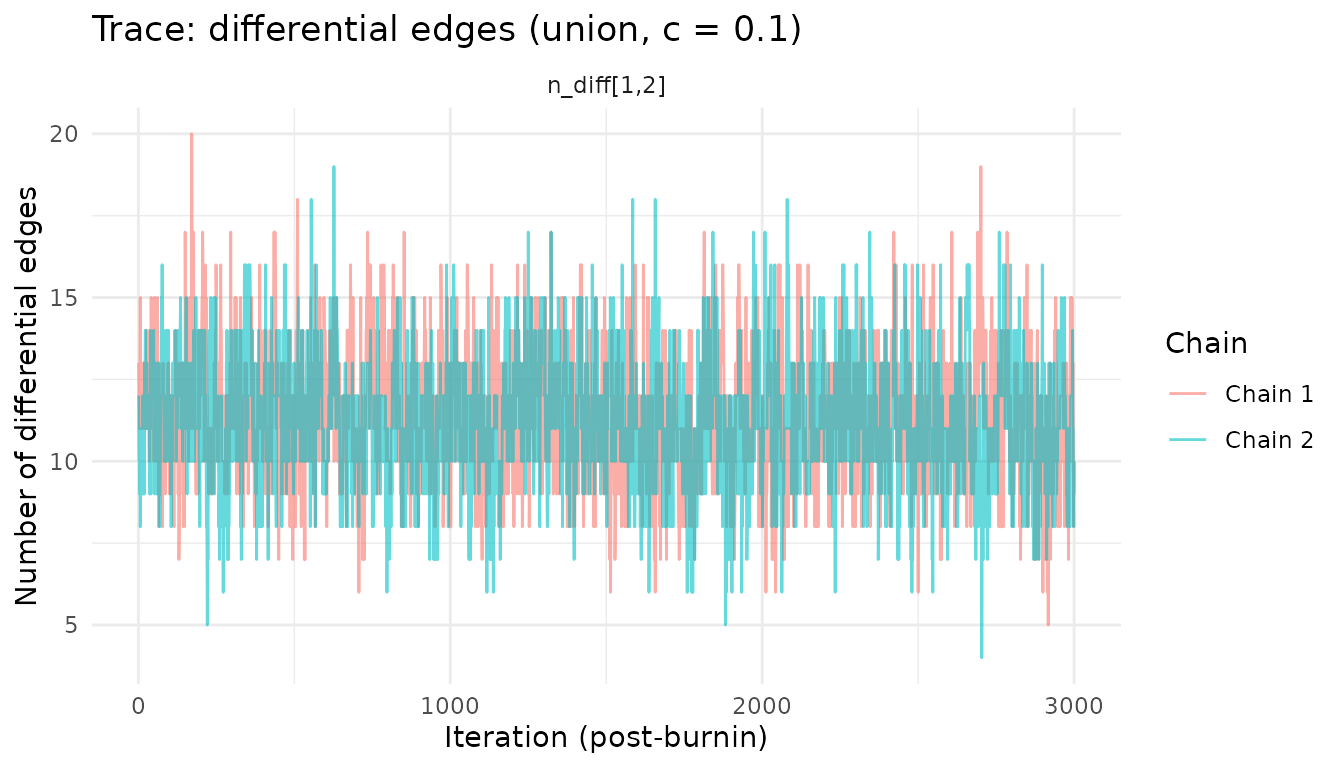 Trace: differential edges (union, c = 0.1)
n_diff[1,2]
Number of differential edges
20
15
10
5
0
1000
2000
3000
Iteration (post-burnin)
Chain
Chain 1
Chain 2